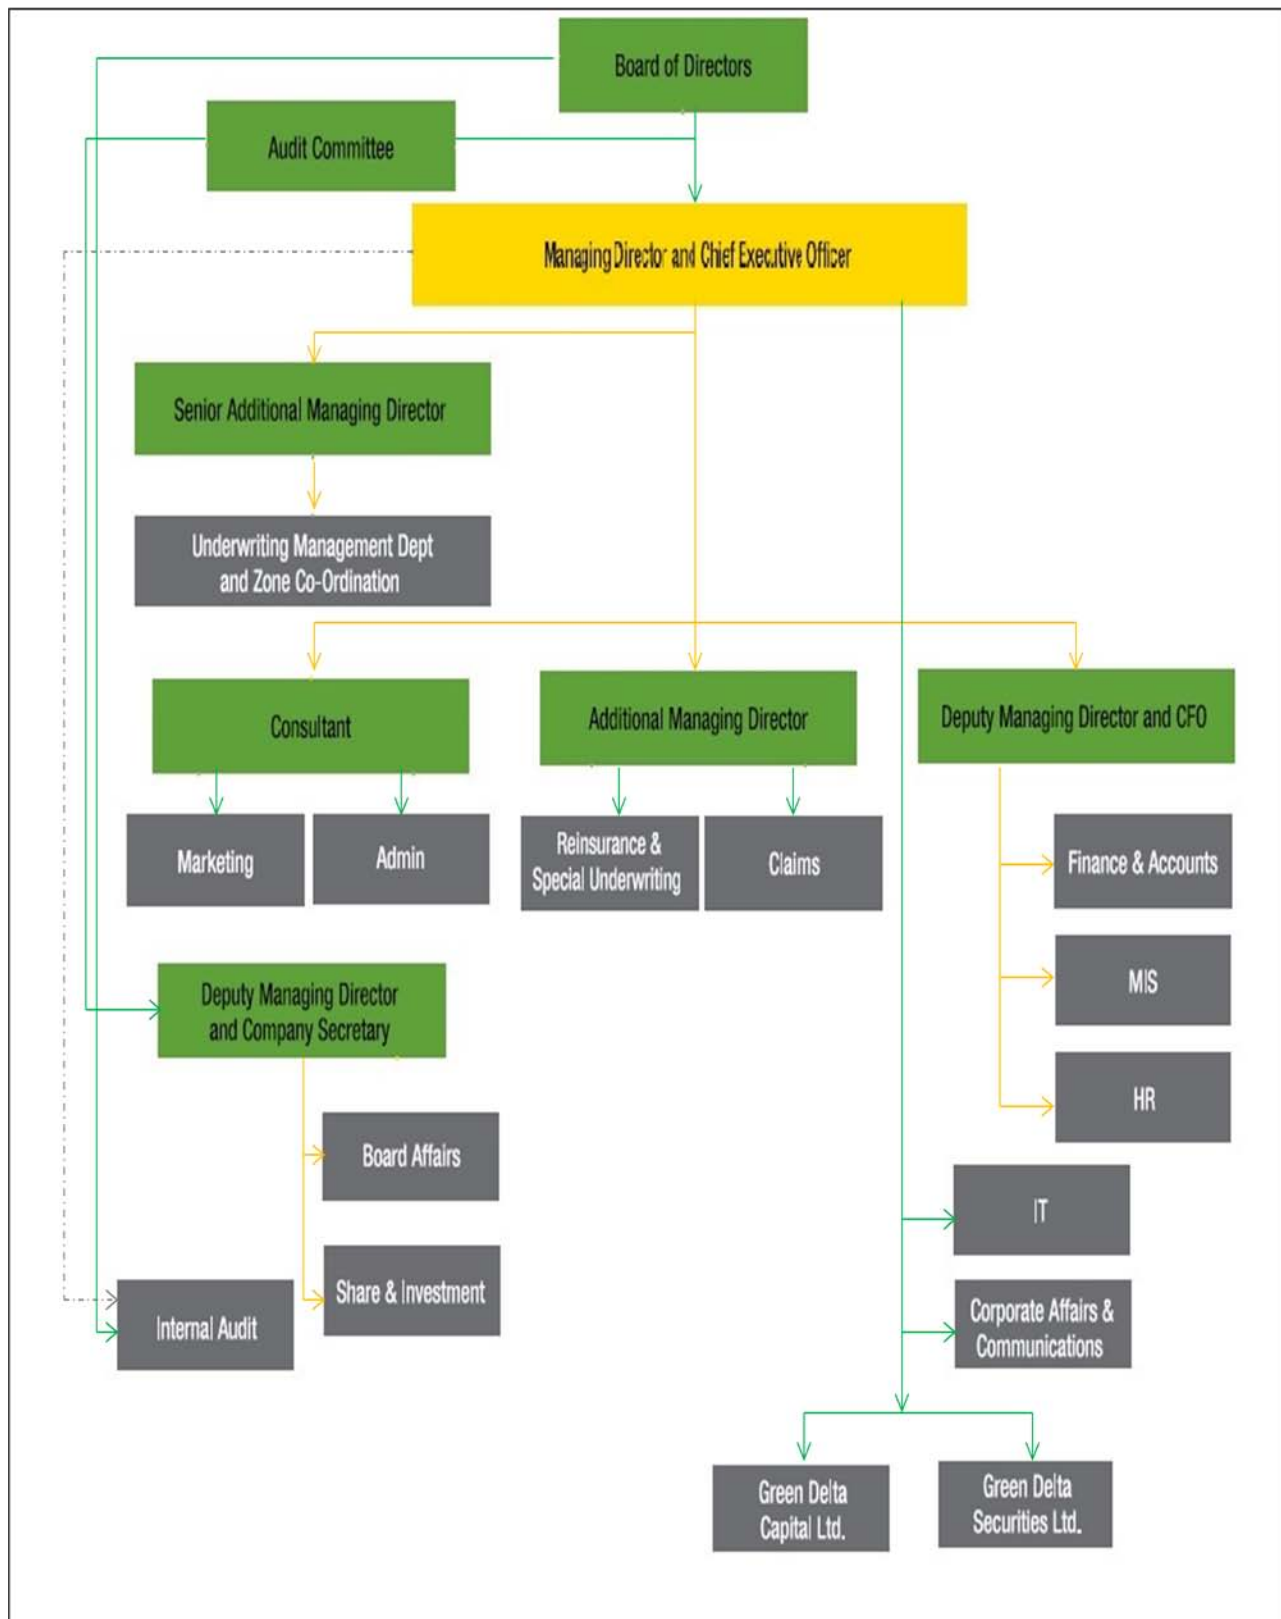 Board of Directors
Audit Committee
Managing Director and Chief Executive Officer
Senior Additional Managing Director
Underwriting Management Dept
and Zone Co-Ordination
Consultant
Additional Managing Director
Deputy Managing Director and CFO
Marketing
Admin
Reinsurance &
Special Underwriting
Claims
Finance & Accounts
MIS
HR
Deputy Managing Director
and Company Secretary
Board Affairs
Share & Investment
Internal Audit
IT
Corporate Affairs &
Communications
Green Delta
Capital Ltd.
Green Delta
Securities Ltd.